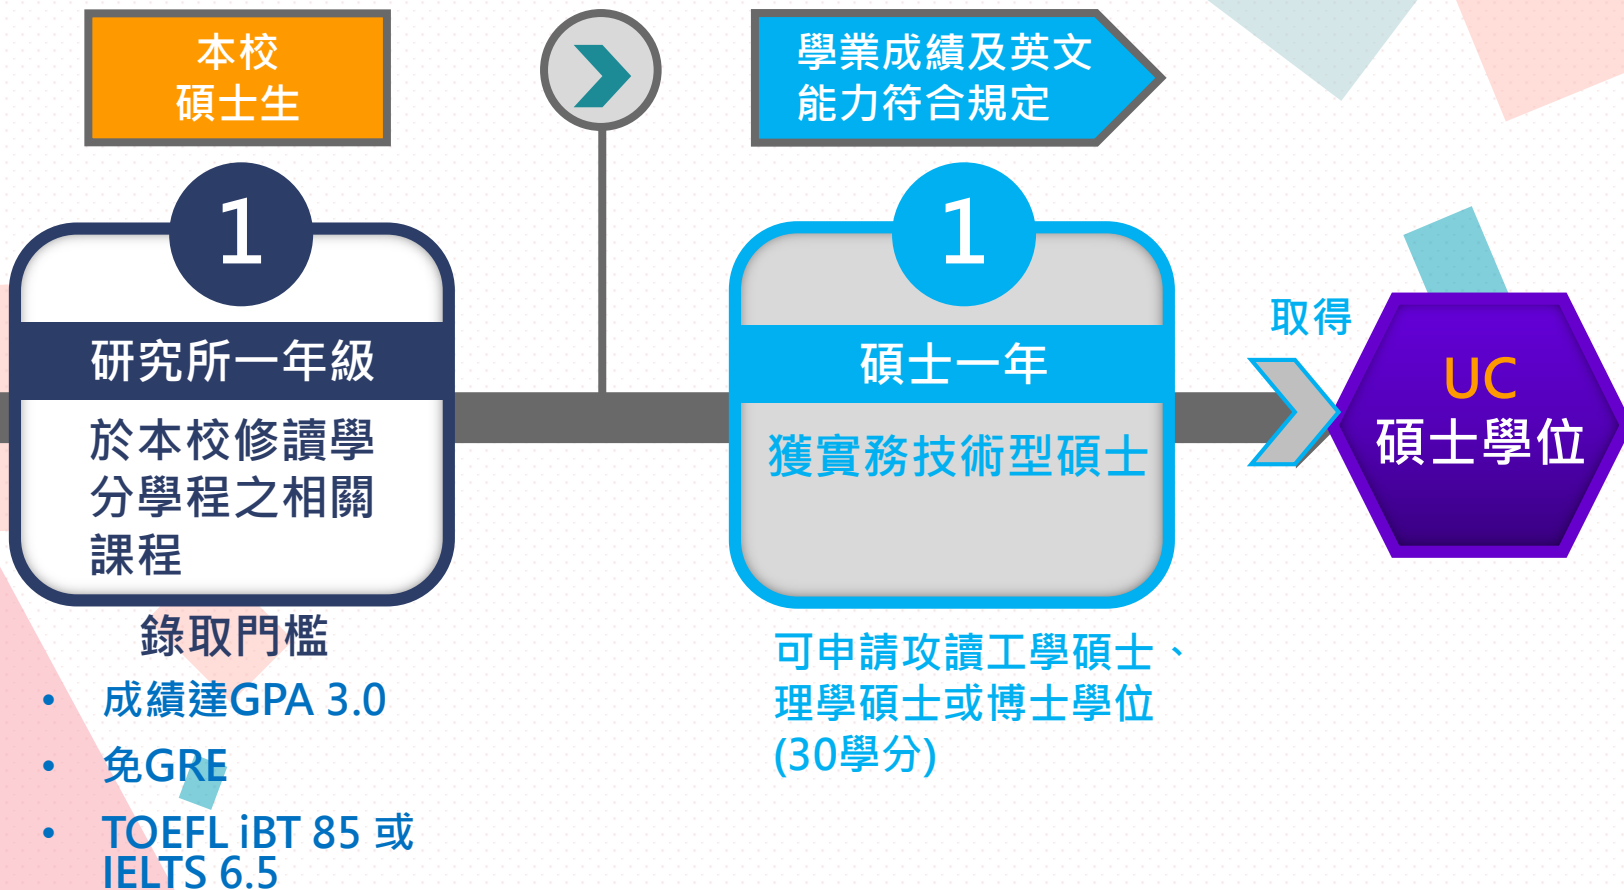 本校
碩士生
學業成績及英文
能力符合規定
1
研究所一年級
於本校修讀學
分學程之相關
課程
錄取門檻
• 成績達GPA 3.0
• 免GRE
• TOEFL iBT 85 或
IELTS 6.5
1
碩士一年
獲實務技術型碩士
可申請攻讀工學碩士、
理學碩士或博士學位
(30學分)
取得
UC
碩士學位